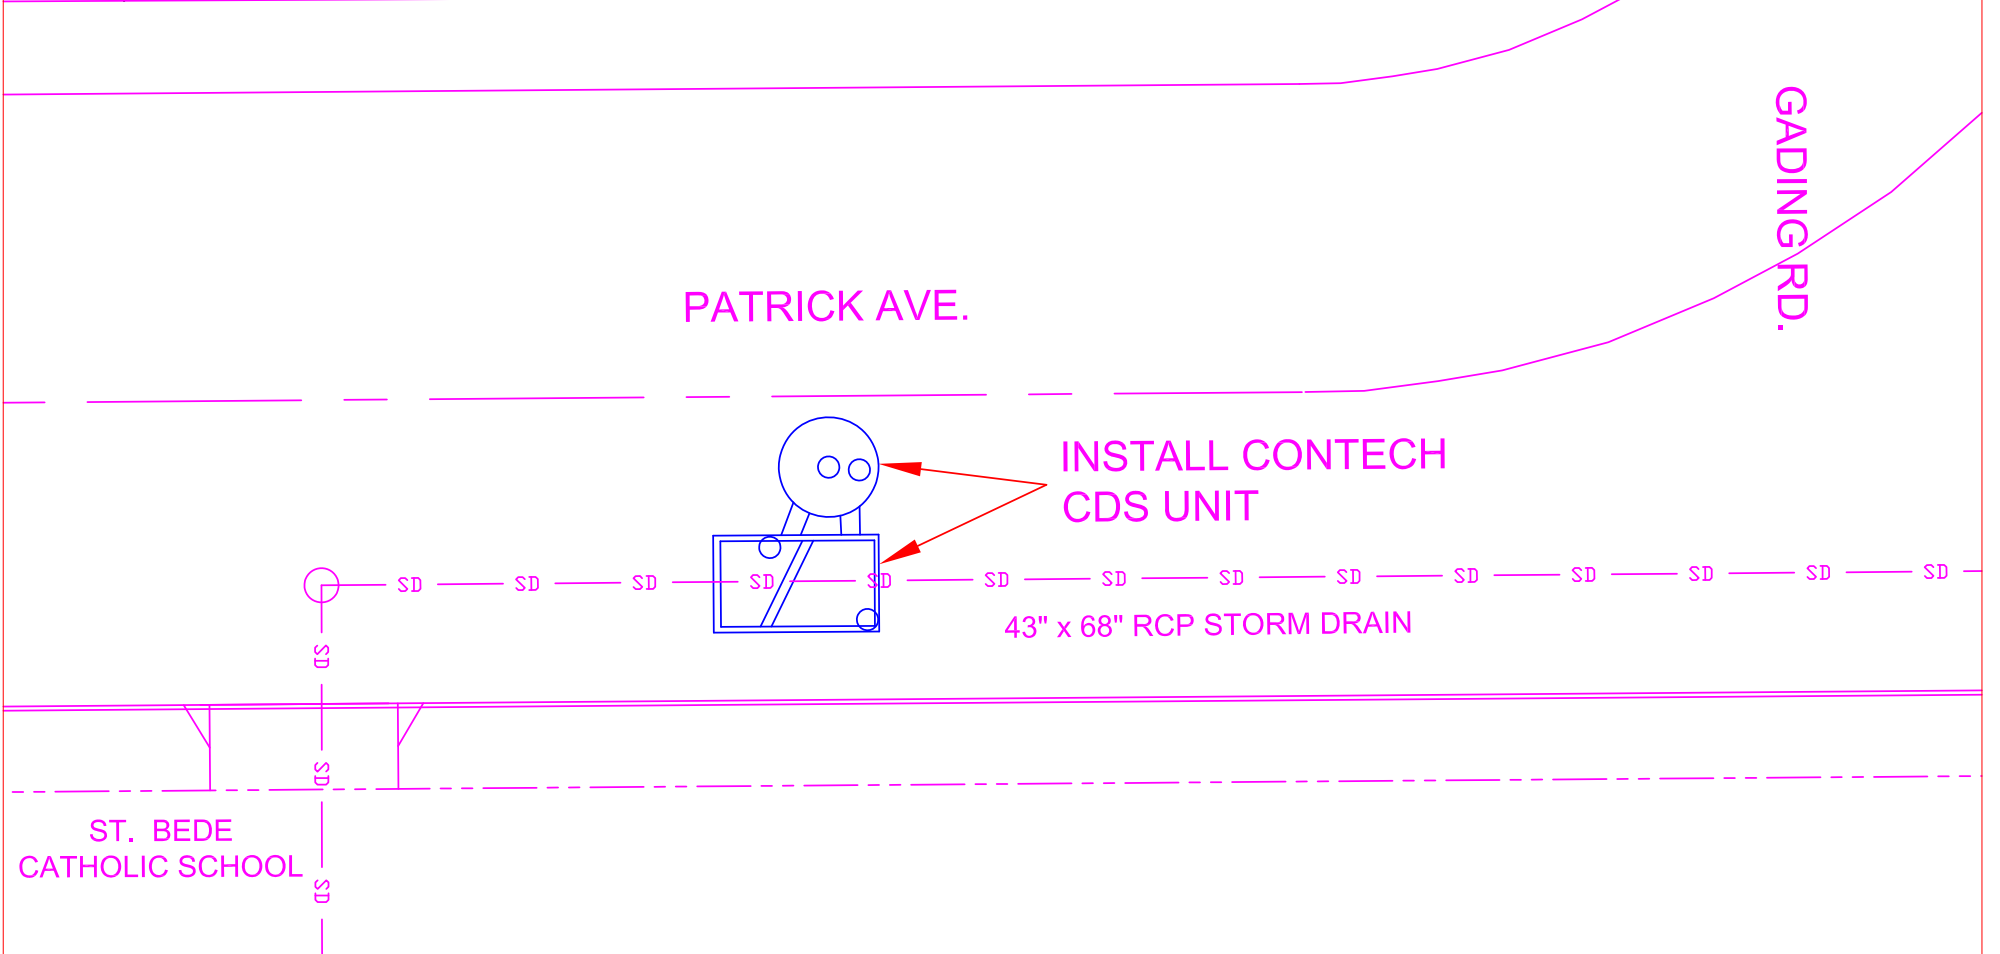 GADING RD.
PATRICK AVE.
INSTALL CONTECH
CDS UNIT
SD SD SD SD SD SD SD SD SD SD SD SD SD SD
43" x 68" RCP STORM DRAIN
SD
SD
ST. BEDE
CATHOLIC SCHOOL
SD